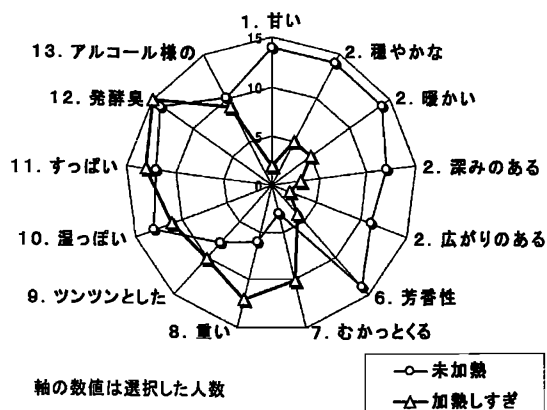 1. 甘い
2. 穏やかな
2. 暖かい
2. 深みのある
2. 広がりのある
6. 芳香性
7. むかっとくる
8. 重い
9. ツンツンとした
10. 湿っぽい
11. すっぱい
12. 発酵臭
13. アルコール様の
15
10
5
0
軸の数値は選択した人数
未加熱
加熱しすぎ